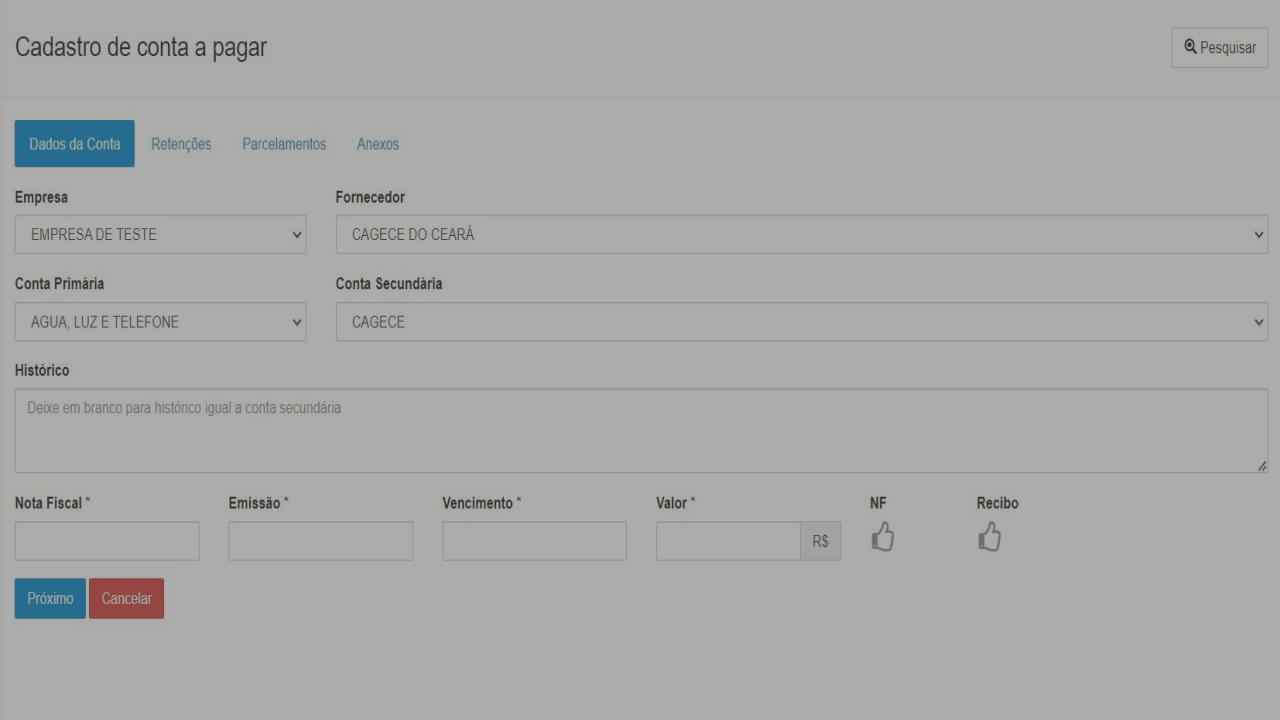 Cadastro de conta a pagar
Pesquisar
Dados da Conta Retenções Parcelamentos Anexos
Empresa Fornecedor
EMPRESA DE TESTE CAGECE DO CEARÁ
Conta Primária Conta Secundária
AGUA, LUZ E TELEFONE CAGECE
Histórico
Deixe em branco para histórico igual a conta secundária
Nota Fiscal * Emissão * Vencimento * Valor * NF Recibo
R$
Próximo Cancelar